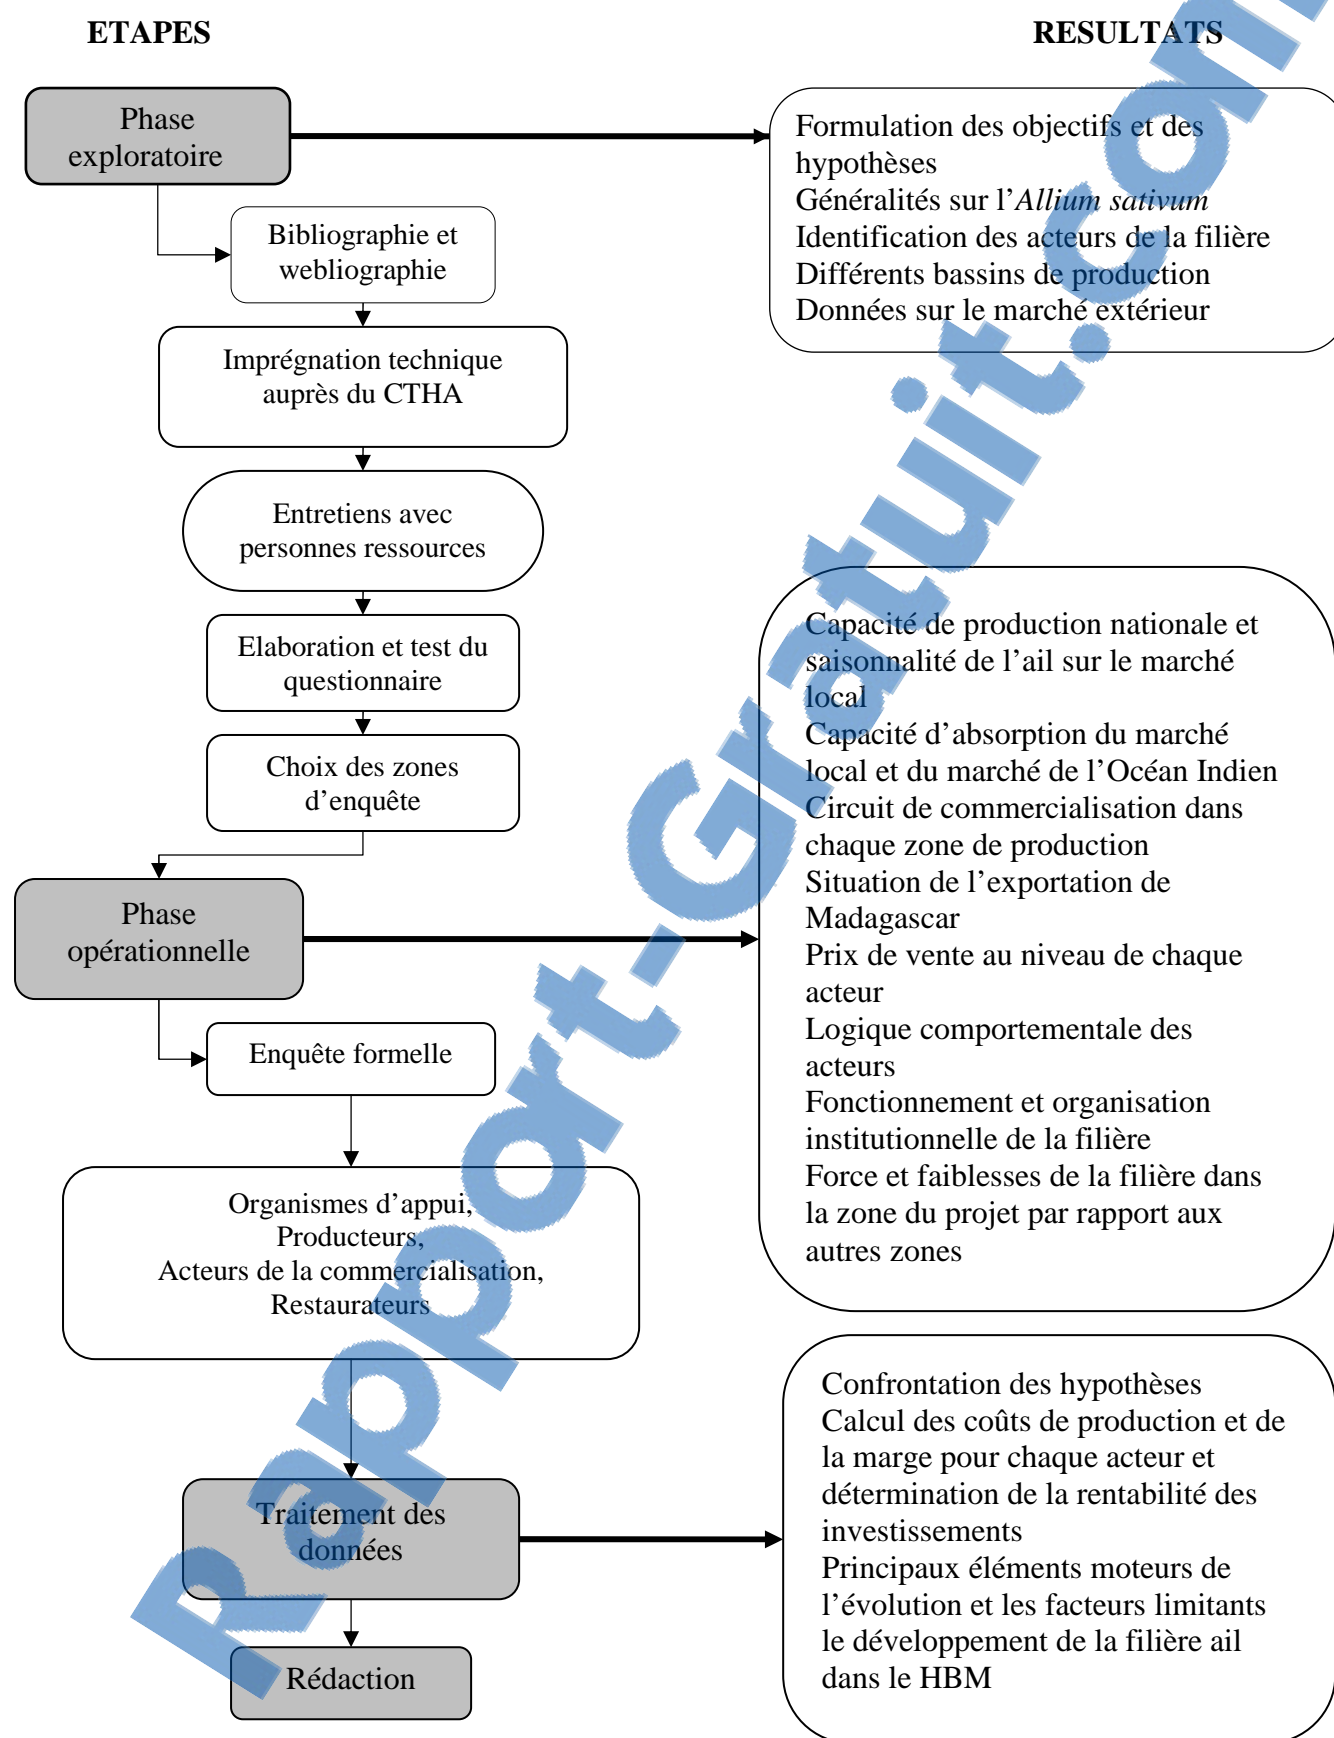 ETAPES
RESULTATS
Phase
exploratoire
Formulation des objectifs et des
hypothèses
Généralités sur l’Allium sativum
Identification des acteurs de la filière
Différents bassins de production
Données sur le marché extérieur
Bibliographie et
webliographie
Imprégnation technique
auprès du CTHA
Entretiens avec
personnes ressources
Elaboration et test du
questionnaire
Choix des zones
d’enquête
Phase
opérationnelle
Capacité de production nationale et
saisonnalité de l’ail sur le marché
local
Capacité d’absorption du marché
local et du marché de l’Océan Indien
Circuit de commercialisation dans
chaque zone de production
Situation de l’exportation de
Madagascar
Prix de vente au niveau de chaque
acteur
Logique comportementale des
acteurs
Fonctionnement et organisation
institutionnelle de la filière
Force et faiblesses de la filière dans
la zone du projet par rapport aux
autres zones
Enquête formelle
Organismes d’appui,
Producteurs,
Acteurs de la commercialisation,
Restaurateurs
Traitement des
données
Confrontation des hypothèses
Calcul des coûts de production et de
la marge pour chaque acteur et
détermination de la rentabilité des
investissements
Principaux éléments moteurs de
l’évolution et les facteurs limitants
le développement de la filière ail
dans le HBM
Rédaction
Rapport-Gratuit.com